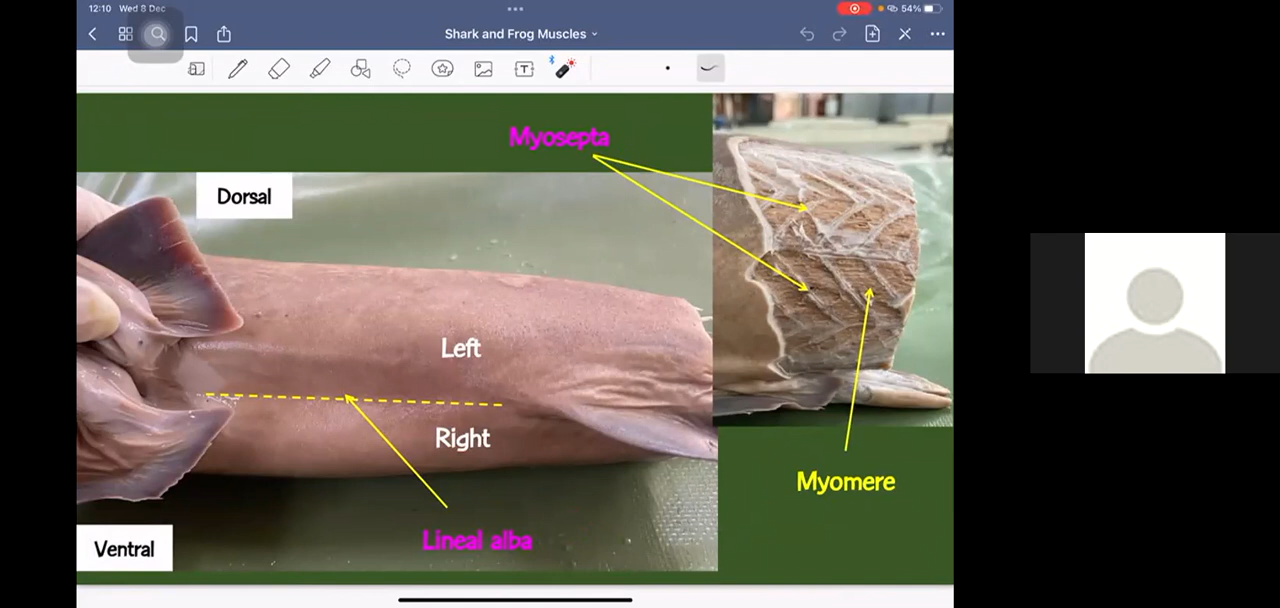 12:10 Wed 8 Dec
54%
Shark and Frog Muscles
Myosepta
Dorsal
Left
Right
Myomere
Lineal alba
Ventral